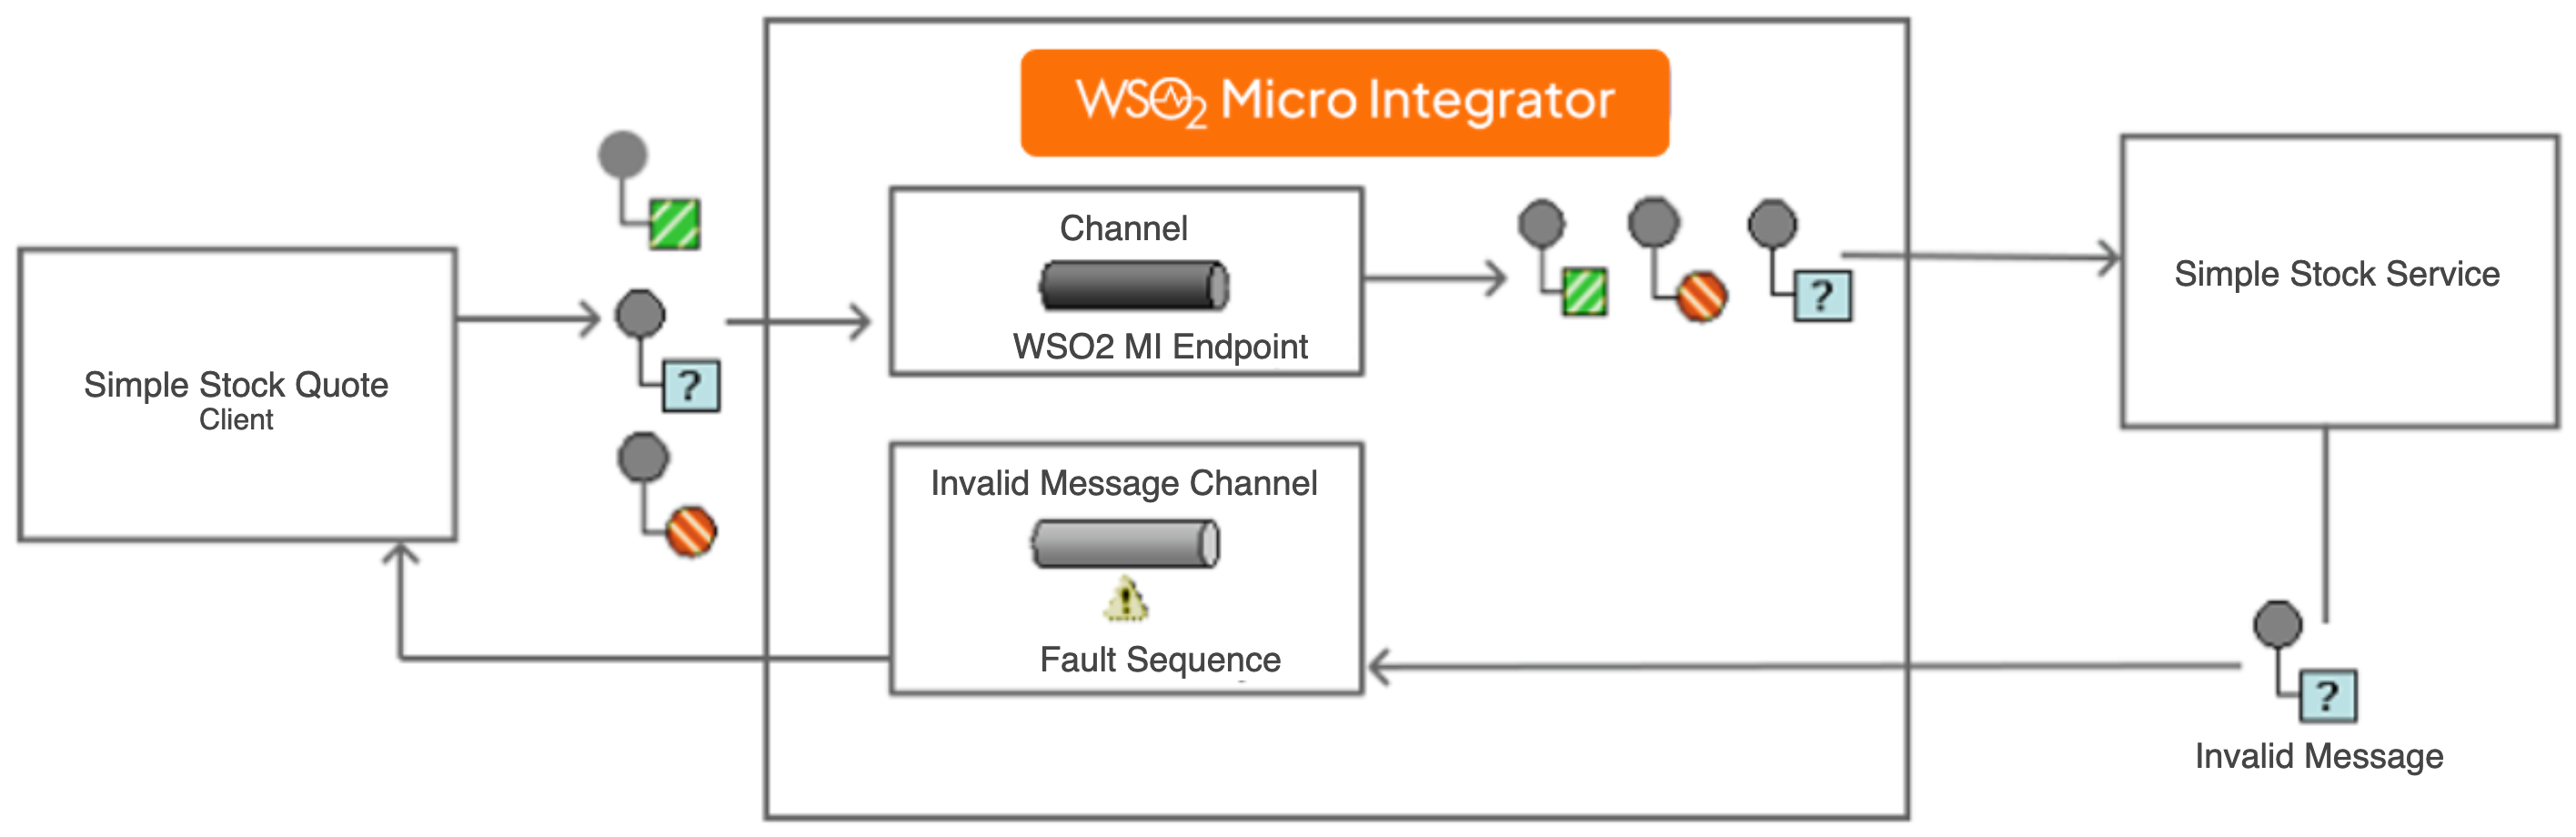 WSO2 Micro Integrator
Channel
WSO2 MI Endpoint
Simple Stock Quote
Client
?
?
Simple Stock Service
Invalid Message Channel
Fault Sequence
?
Invalid Message